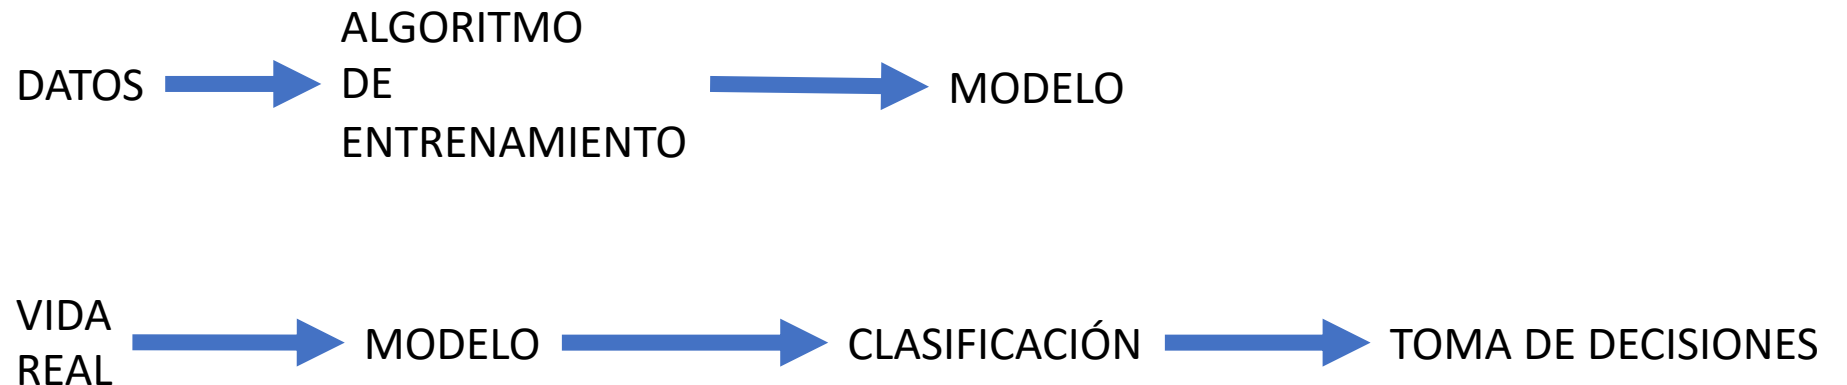 DATOS
ALGORITMO
DE
ENTRENAMIENTO
MODELO
VIDA
REAL
MODELO
CLASIFICACIÓN
TOMA DE DECISIONES